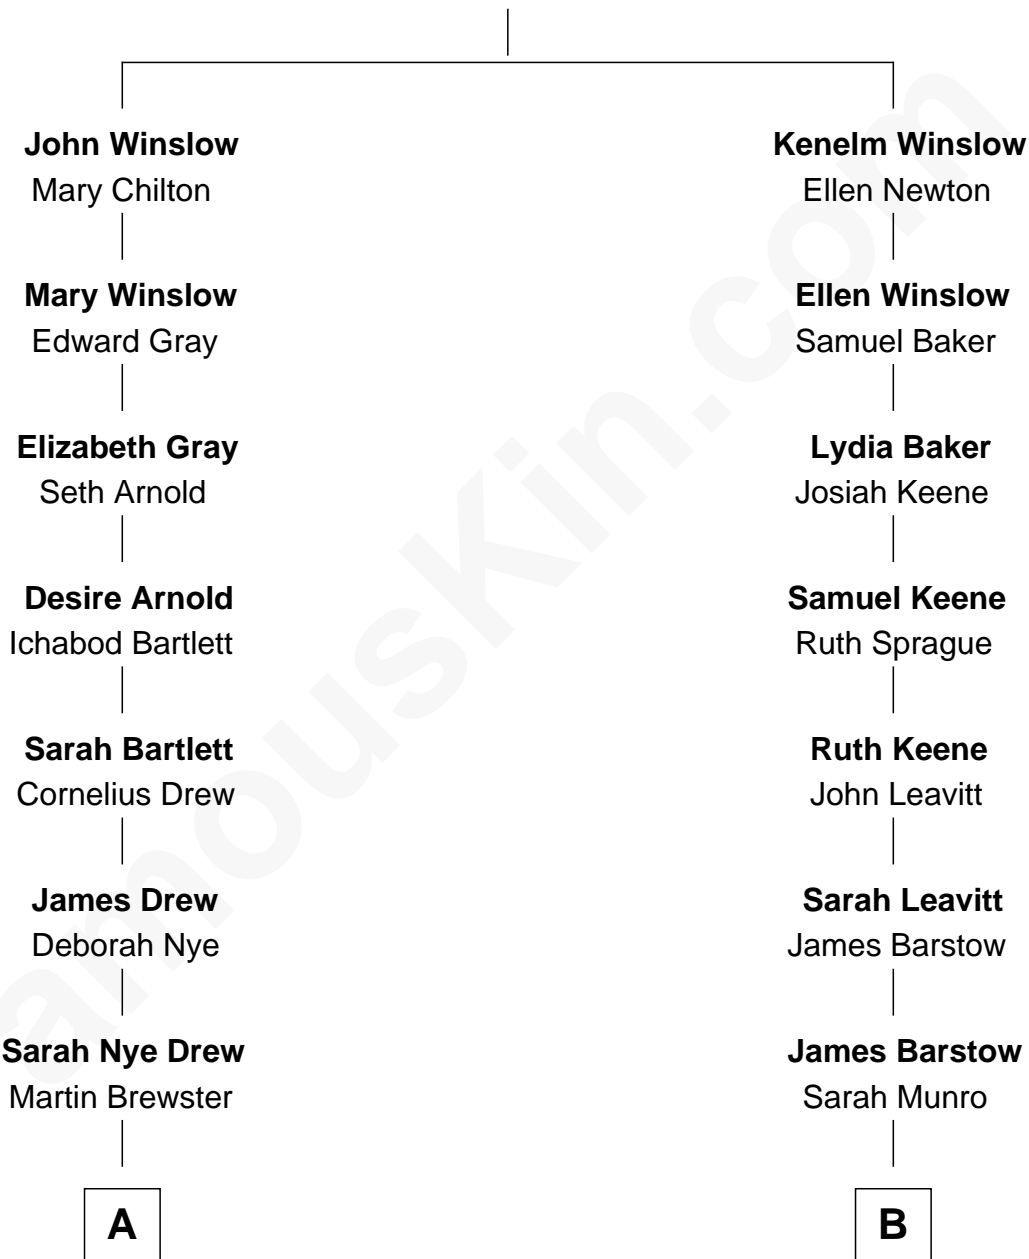 John Winslow
Mary Chilton
Mary Winslow
Edward Gray
Elizabeth Gray
Seth Arnold
Desire Arnold
Ichabod Bartlett
Sarah Bartlett
Cornelius Drew
James Drew
Deborah Nye
Sarah Nye Drew
Martin Brewster
A
Kenelm Winslow
Ellen Newton
Ellen Winslow
Samuel Baker
Lydia Baker
Josiah Keene
Samuel Keene
Ruth Sprague
Ruth Keene
John Leavitt
Sarah Leavitt
James Barstow
James Barstow
Sarah Munro
B
amousKin.com